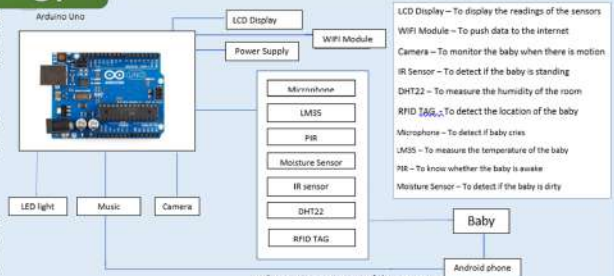 Arduino Uno
LCD Display
WIFI Module
Power Supply
Microphone
LM35
PIR
Moisture Sensor
IR sensor
DHT22
RFID TAG
LED light
Music
Camera
Baby
Android phone
LCD Display – To display the readings of the sensors
WIFI Module – To push data to the internet
Camera – To monitor the baby when there is motion
IR Sensor – To detect if the baby is standing
DHT22 – To measure the humidity of the room
RFID TAG – To detect the location of the baby
Microphone – To detect if baby cries
LM35 – To measure the temperature of the baby
PIR – To know whether the baby is awake
Moisture Sensor – To detect if the baby is dirty